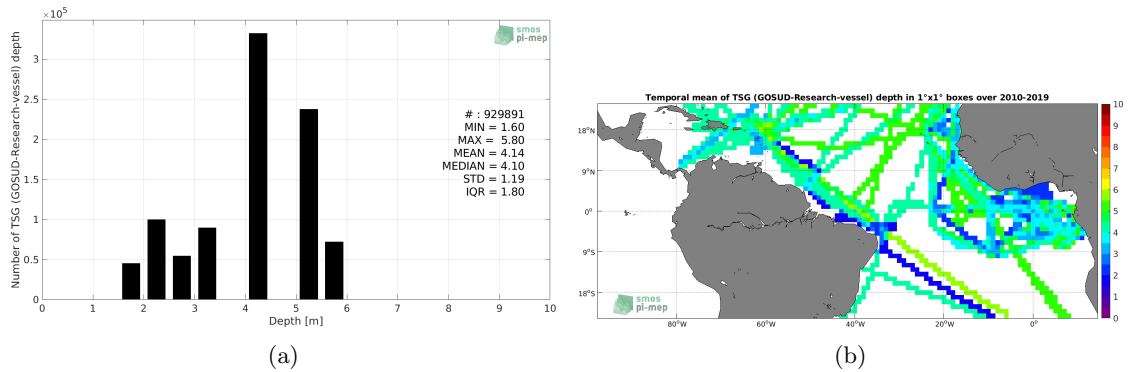 ×10⁵
smos
pi-mep
Number of TSG (GOSUD-Research-vessel) depth
3
2.5
2
1.5
1
0.5
0
# : 929891
MIN = 1.60
MAX = 5.80
MEAN = 4.14
MEDIAN = 4.10
STD = 1.19
IQR = 1.80
0 1 2 3 4 5 6 7 8 9 10
Depth [m]
(a)
Temporal mean of TSG (GOSUD-Research-vessel) depth in 1°x1° boxes over 2010-2019
18°N
9°N
0°
9°S
18°S
smos
pi-mep
80°W 60°W 40°W 20°W 0°
10
9
8
7
6
5
4
3
2
1
0
(b)